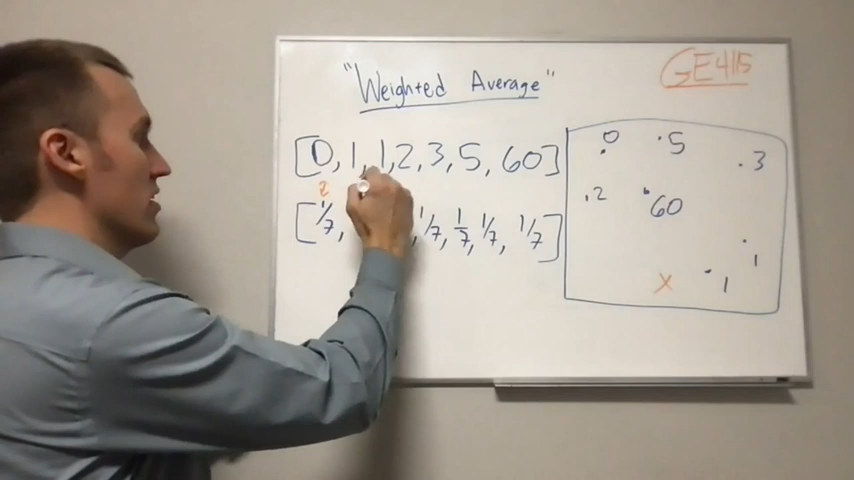 "Weighted Average"
GE4115
[0, 1, 1, 2, 3, 5, 60]
2
[1/7, 1/7, 1/7, 1/7, 1/7]
.0
.5
.3
.2
.60
.1
x
.1